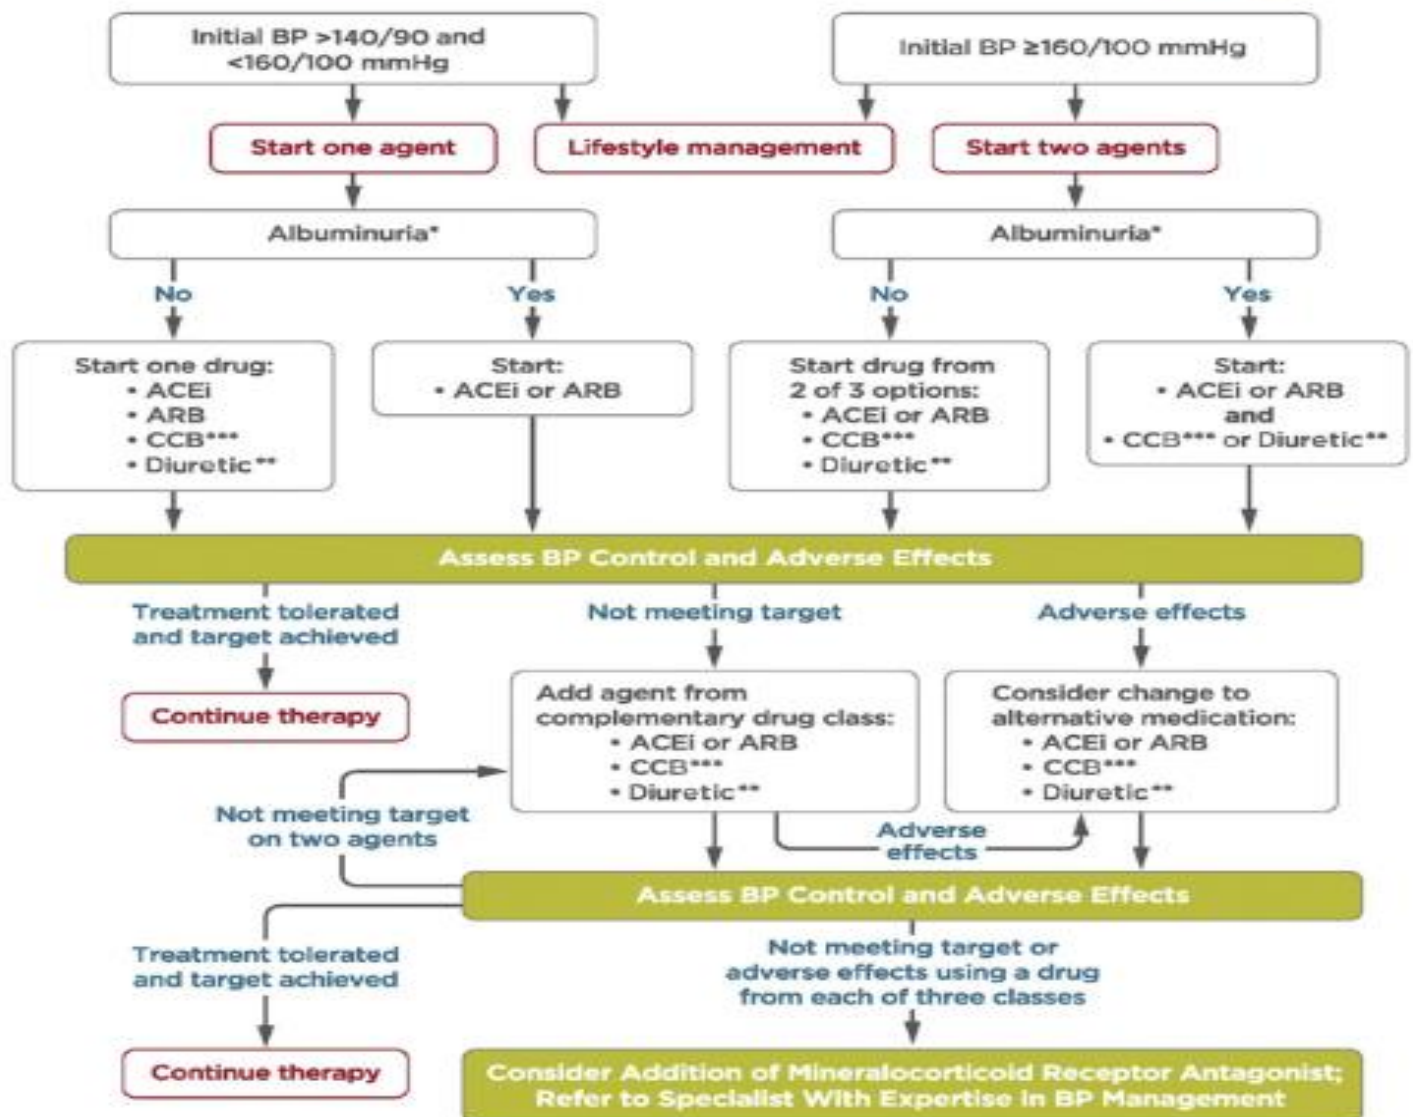 Initial BP >140/90 and
<160/100 mmHg
Initial BP ≥160/100 mmHg
Start one agent
Lifestyle management
Start two agents
Albuminuria*
Albuminuria*
No
Yes
No
Yes
Start one drug:
• ACEi
• ARB
• CCB***
• Diuretic**
Start:
• ACEi or ARB
Start drug from
2 of 3 options:
• ACEi or ARB
• CCB***
• Diuretic**
Start:
• ACEi or ARB
and
• CCB*** or Diuretic**
Assess BP Control and Adverse Effects
Treatment tolerated
and target achieved
Not meeting target
Adverse effects
Continue therapy
Add agent from
complementary drug class:
• ACEi or ARB
• CCB***
• Diuretic**
Consider change to
alternative medication:
• ACEi or ARB
• CCB***
• Diuretic**
Not meeting target
on two agents
Adverse
effects
Assess BP Control and Adverse Effects
Treatment tolerated
and target achieved
Not meeting target or
adverse effects using a drug
from each of three classes
Continue therapy
Consider Addition of Mineralocorticoid Receptor Antagonist;
Refer to Specialist With Expertise in BP Management